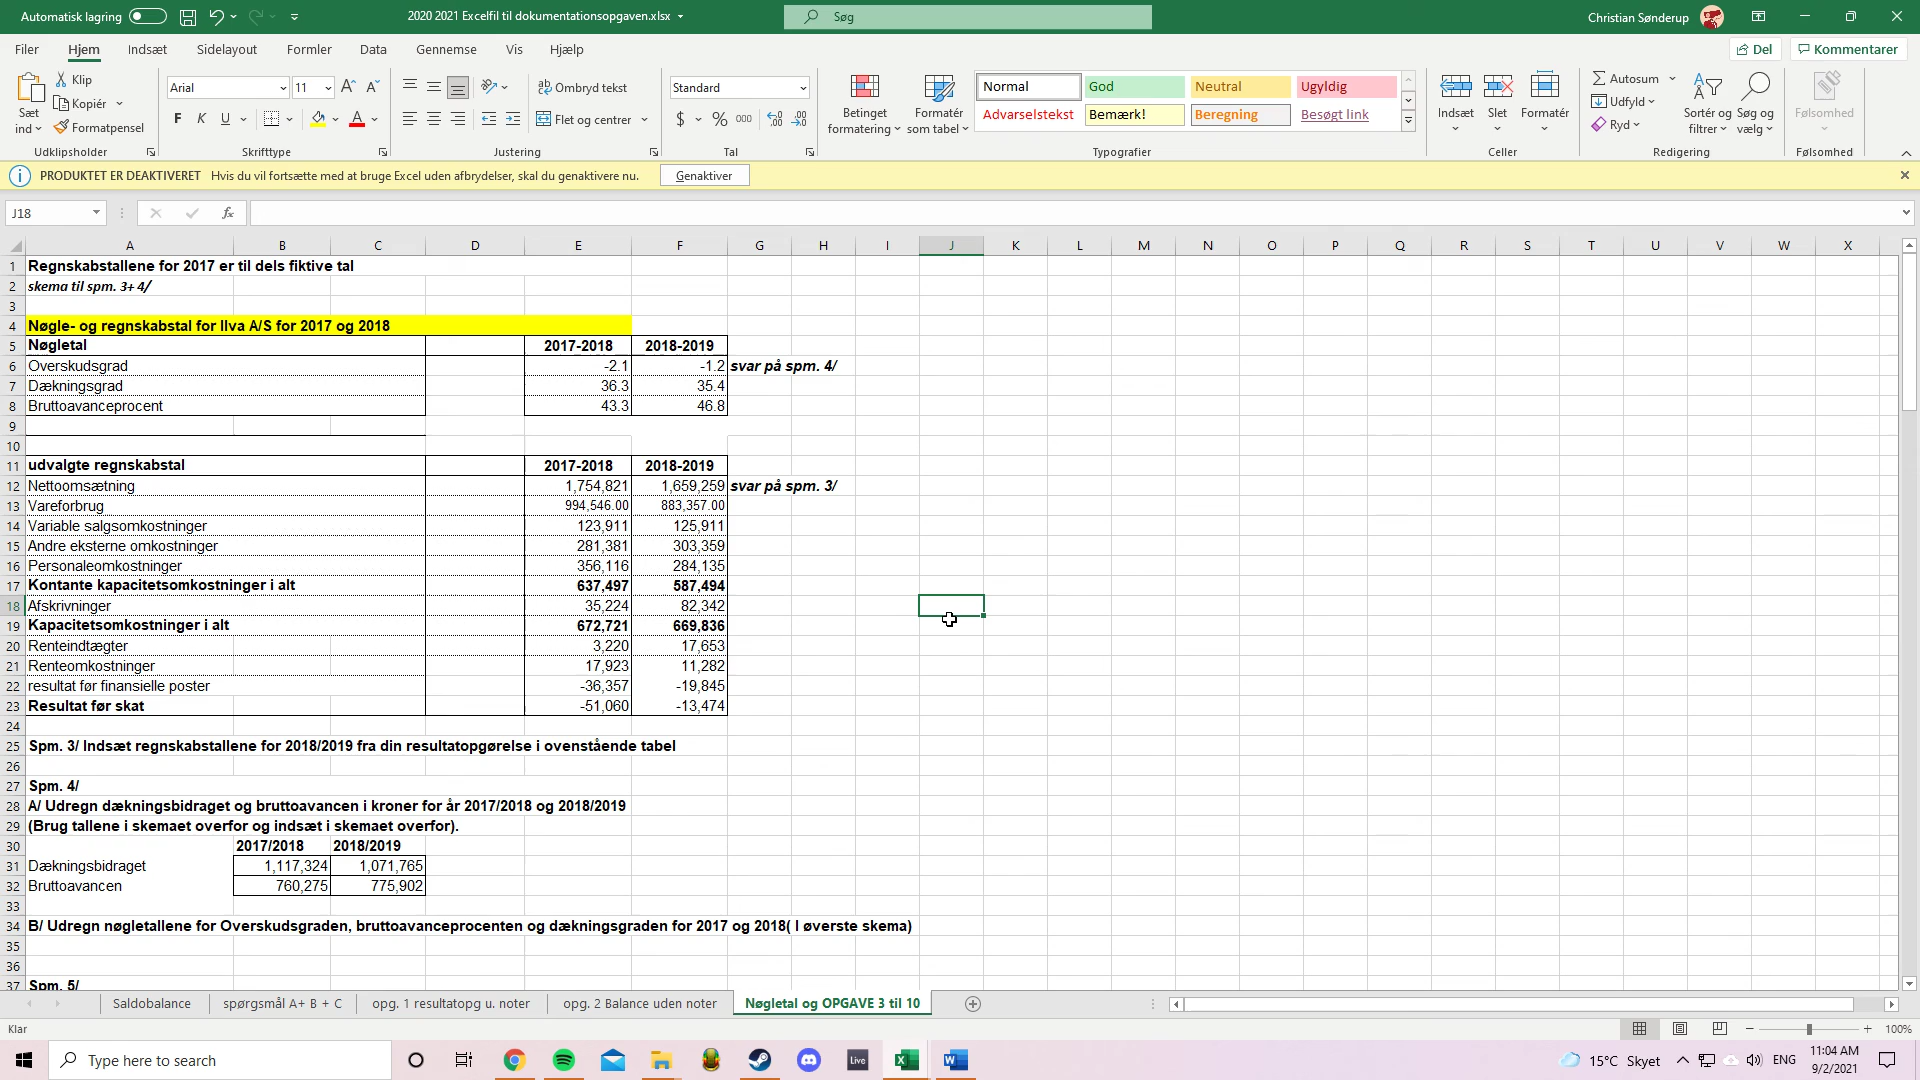 Automatisk lagring
2020 2021 Excelfil til dokumentationsopgaven.xlsx
Søg
Christian Sønderup
Filer Hjem Indsæt Sidelayout Formler Data Gennemse Vis Hjælp
Del Kommentarer
Sæt ind
Klip
Kopiér
Formatpensel
Udklipsholder
Arial 11
F K U
Skrifttype
Ombryd tekst
Flet og centrer
Justering
Standard
$ % 000
Tal
Betinget formatering
Formatér som tabel
Normal God Neutral Ugyldig
Advarselstekst Bemærk! Beregning Besøgt link
Typografier
Indsæt Slet Formatér
Celler
Autosum
Udfyld
Ryd
Sortér og filtrer
Søg og vælg
Redigering
Følsomhed
Følsomhed
PRODUKTET ER DEAKTIVERET Hvis du vil fortsætte med at bruge Excel uden afbrydelser, skal du genaktivere nu. Genaktiver
J18 fx
A B C D E F G H I J K L M N O P Q R S T U V W X
1 Regnskabstallene for 2017 er til dels fiktive tal
2 skema til spm. 3+4/
3
4 Nøgle- og regnskabstal for Ilva A/S for 2017 og 2018
5 Nøgletal 2017-2018 2018-2019
6 Overskudsgrad -2.1 -1.2 svar på spm. 4/
7 Dækningsgrad 36.3 35.4
8 Bruttoavanceprocent 43.3 46.8
9
10
11 udvalgte regnskabstal 2017-2018 2018-2019
12 Nettoomsætning 1,754,821 1,659,259 svar på spm. 3/
13 Vareforbrug 994,546.00 883,357.00
14 Variable salgsomkostninger 123,911 125,911
15 Andre eksterne omkostninger 281,381 303,359
16 Personaleomkostninger 356,116 284,135
17 Kontante kapacitetsomkostninger i alt 637,497 587,494
18 Afskrivninger 35,224 82,342
19 Kapacitetsomkostninger i alt 672,721 669,836
20 Renteindtægter 3,220 17,653
21 Renteomkostninger 17,923 11,282
22 resultat før finansielle poster -36,357 -19,845
23 Resultat før skat -51,060 -13,474
24
25 Spm. 3/ Indsæt regnskabstallene for 2018/2019 fra din resultatopgørelse i ovenstående tabel
26
27 Spm. 4/
28 A/ Udregn dækningsbidraget og bruttoavancen i kroner for år 2017/2018 og 2018/2019
29 (Brug tallene i skemaet overfor og indsæt i skemaet overfor).
30 2017/2018 2018/2019
31 Dækningsbidraget 1,117,324 1,071,765
32 Bruttoavancen 760,275 775,902
33
34 B/ Udregn nøgletallene for Overskudsgraden, bruttoavanceprocenten og dækningsgraden for 2017 og 2018( I øverste skema)
35
36
37 Spm. 5/
Saldobalance spørgsmål A+ B + C opg. 1 resultatopg u. noter opg. 2 Balance uden noter Nøgletal og OPGAVE 3 til 10
Klar 100%
Type here to search
Live
15°C Skyet ENG 11:04 AM
9/2/2021